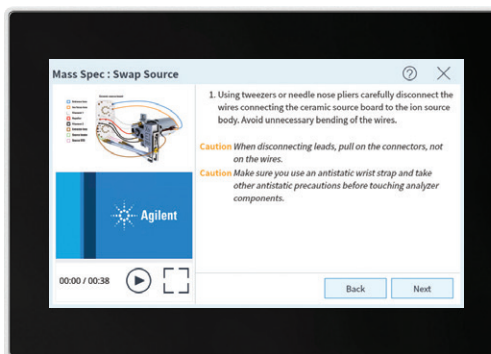 Mass Spec : Swap Source
1. Using tweezers or needle nose pliers carefully disconnect the
wires connecting the ceramic source board to the ion source
body. Avoid unnecessary bending of the wires.
Caution When disconnecting leads, pull on the connectors, not
on the wires.
Caution Make sure you use an antistatic wrist strap and take
other antistatic precautions before touching analyzer
components.
Agilent
00:00 / 00:38
Back
Next